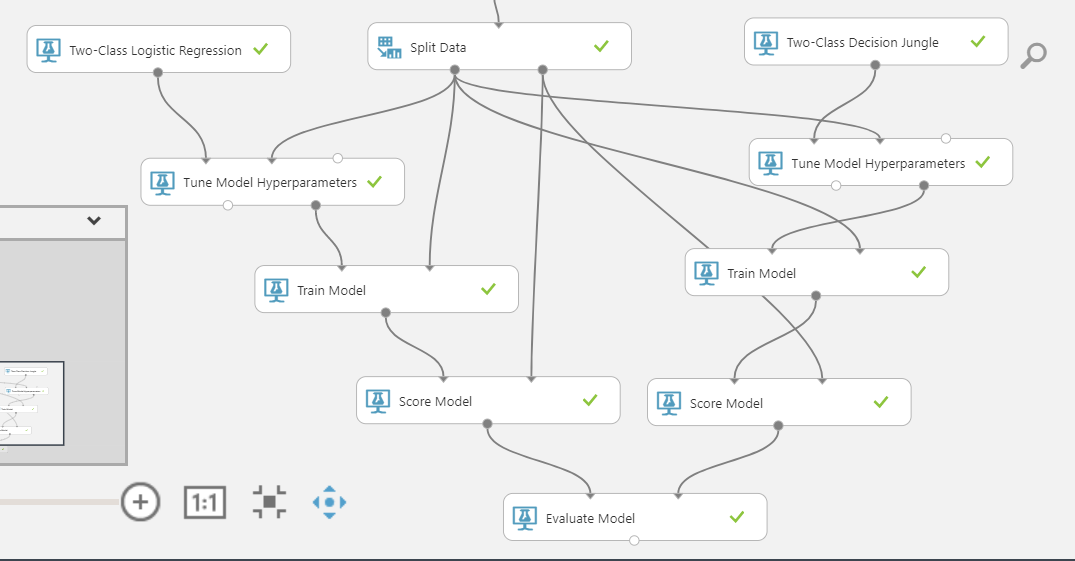 Two-Class Logistic Regression
Split Data
Two-Class Decision Jungle
Tune Model Hyperparameters
Tune Model Hyperparameters
Train Model
Train Model
Score Model
Score Model
1:1
Evaluate Model